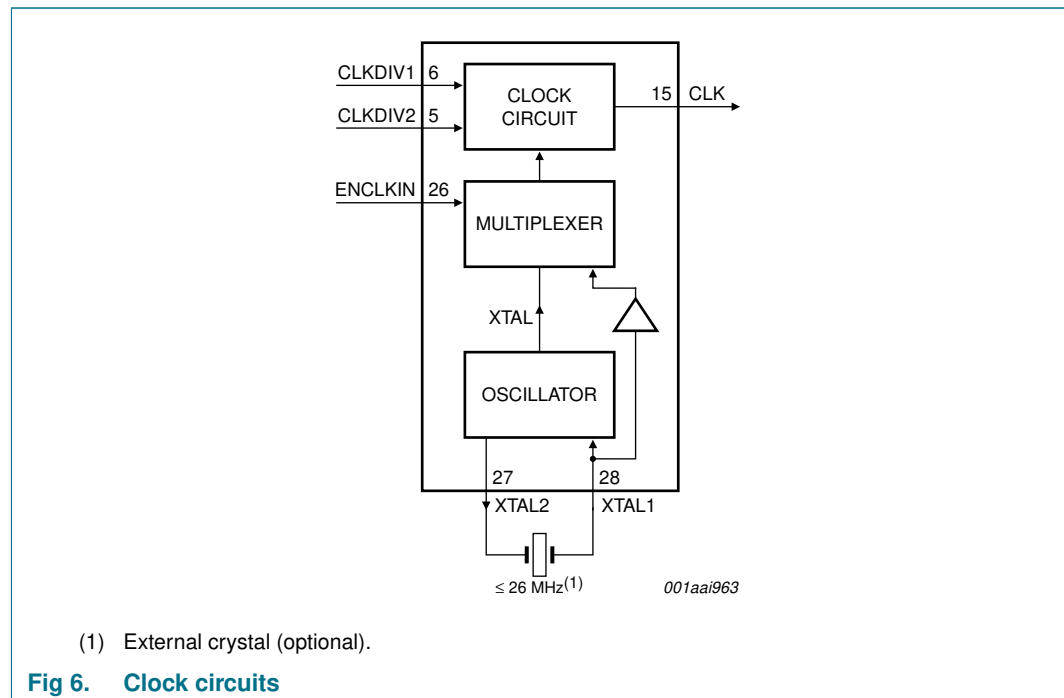 CLKDIV1 6
CLKDIV2 5
CLOCK
CIRCUIT
15 CLK
ENCLKIN 26
MULTIPLEXER
XTAL
OSCILLATOR
27 28
XTAL2 XTAL1
≤ 26 MHz(1)
001aai963
(1) External crystal (optional).
Fig 6. Clock circuits